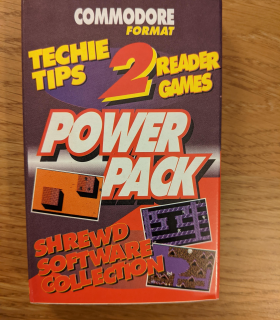 COMMODORE
FORMAT
TECHIE
TIPS
2
READER
GAMES
POWER
PACK
SHREWD
SOFTWARE
COLLECTION